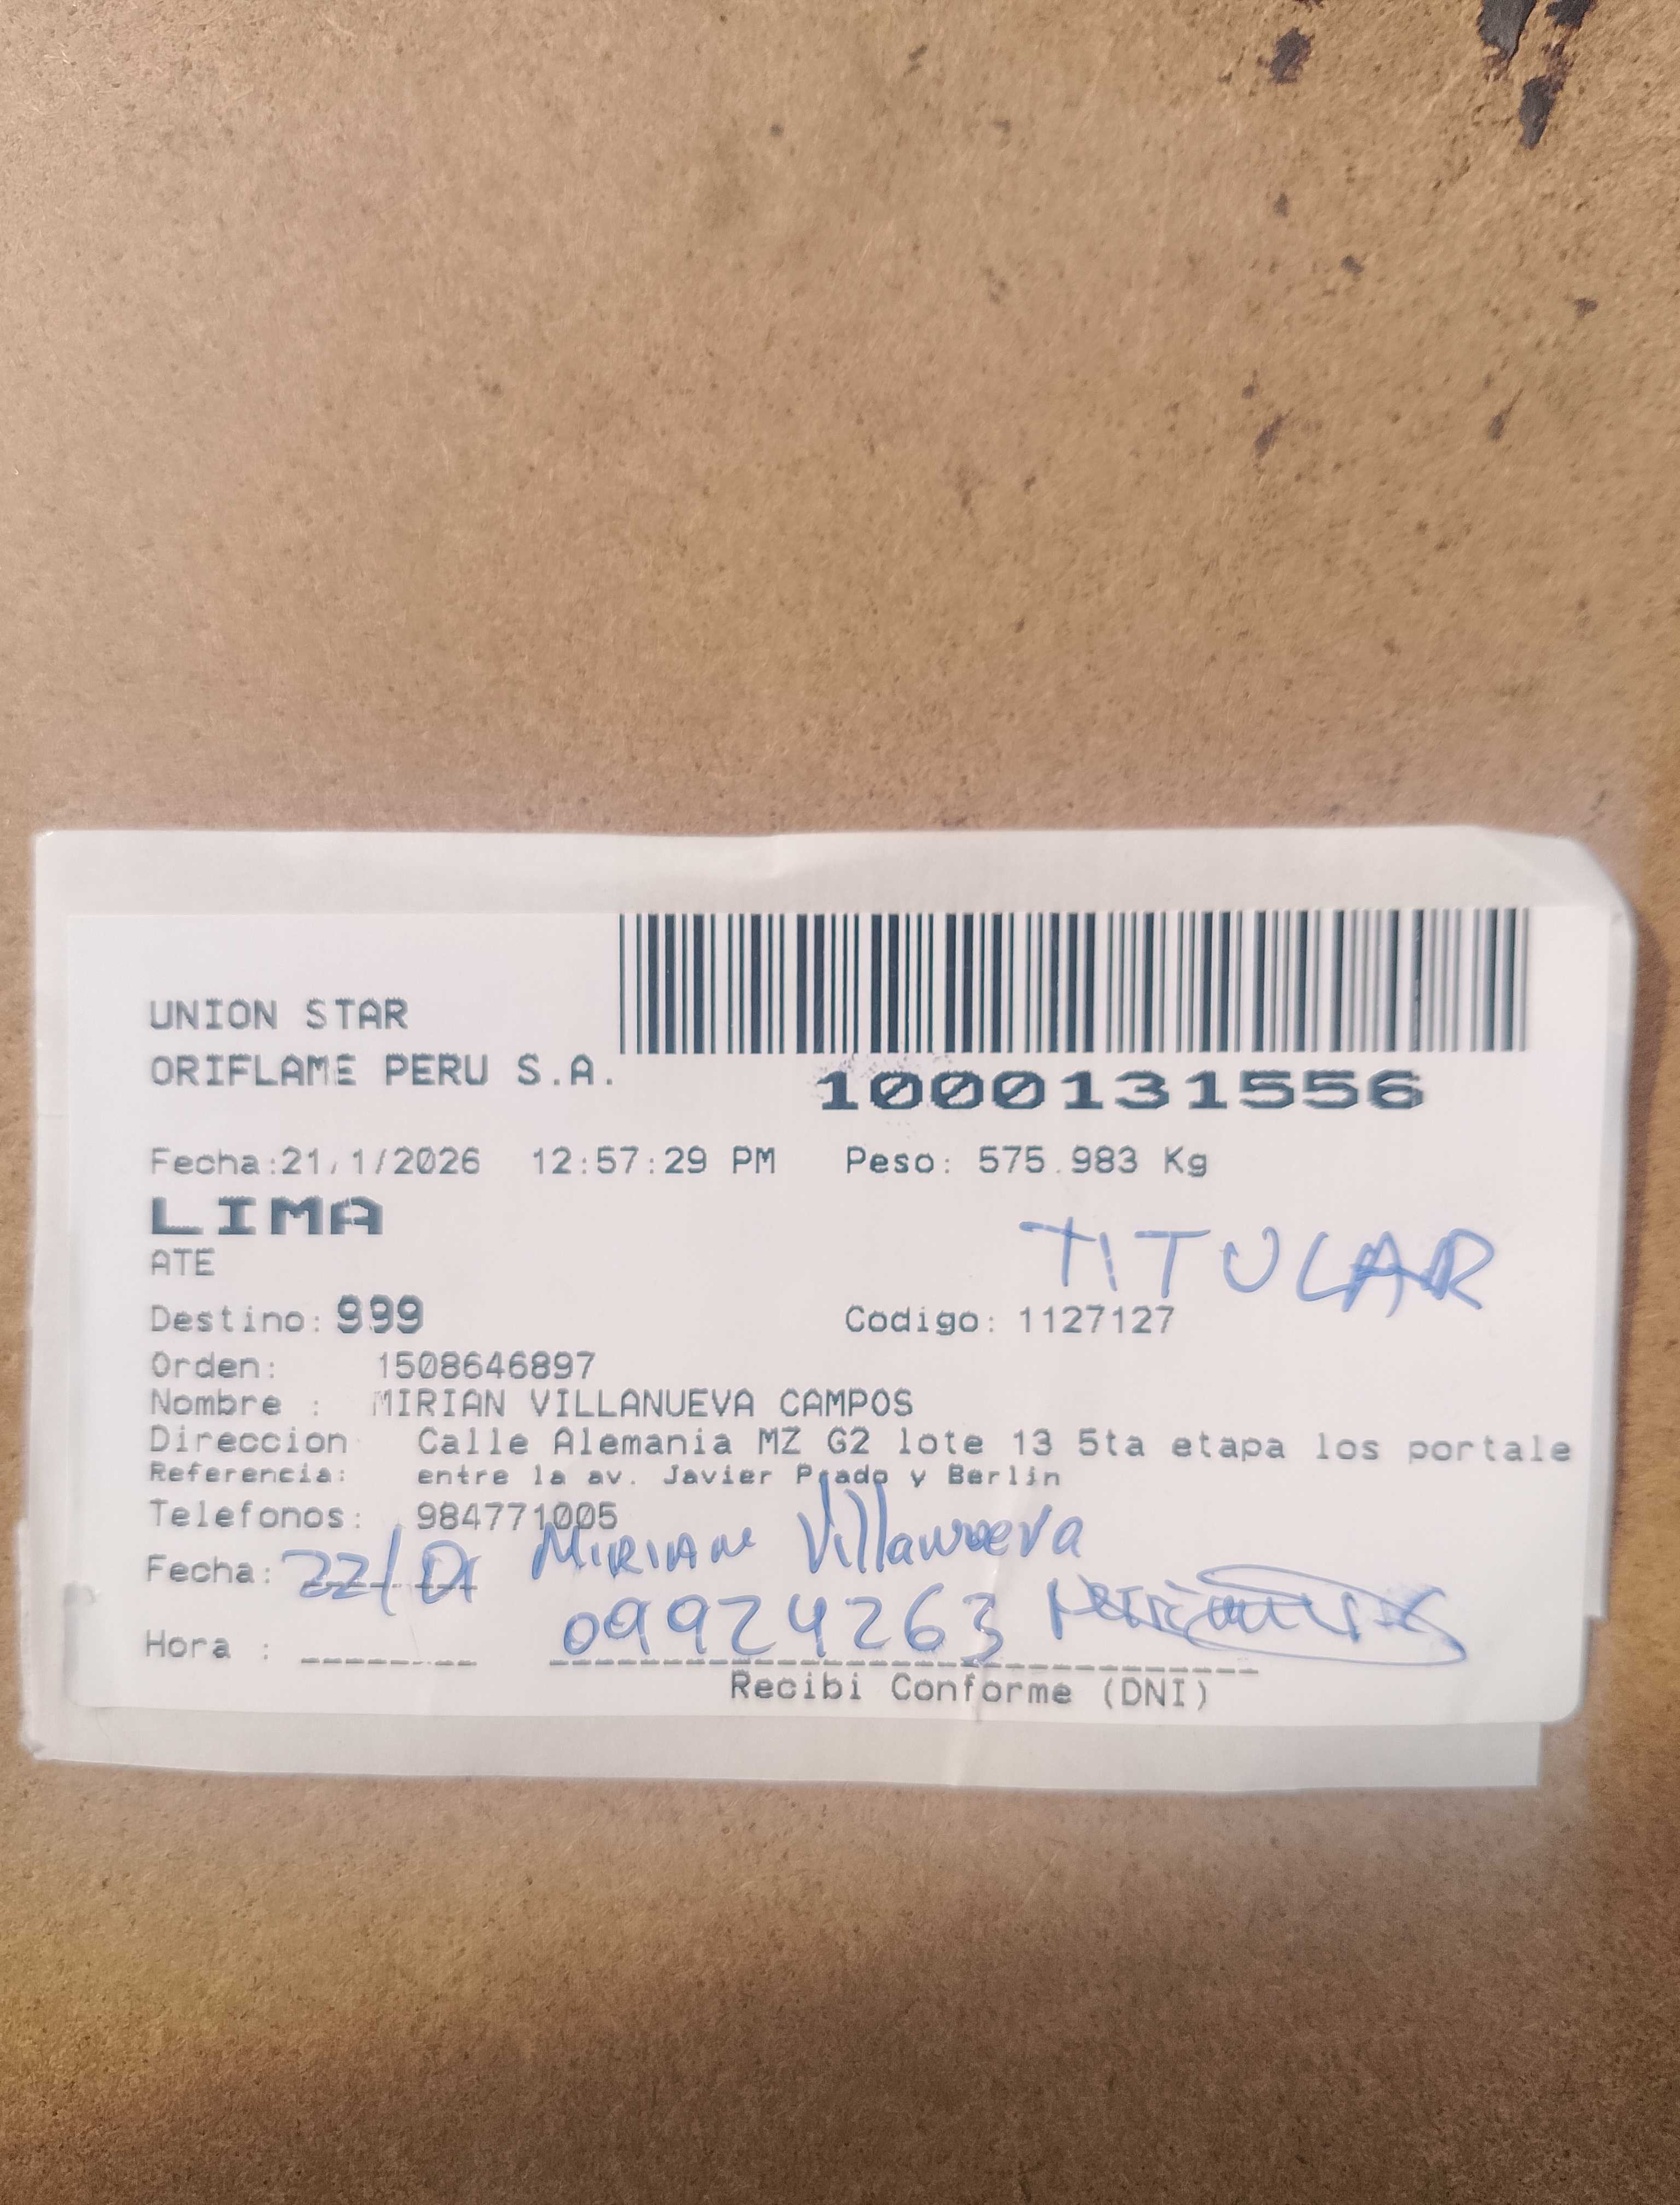 UNION STAR
ORIFLAME PERU S.A.
1000131556
Fecha:21/1/2026 12:57:29 PM Peso: 575.983 Kg
LIMA
ATE
TITULAR
Destino: 999 Codigo: 1127127
Orden: 1508646897
Nombre : MIRIAN VILLANUEVA CAMPOS
Direccion Calle Alemania MZ G2 lote 13 5ta etapa los portale
Referencia: entre la av. Javier Prado y Berlin
Telefonos: 984771005
Mirian Villanueva
Fecha: 22/01
09924263
Hora :
Recibi Conforme (DNI)